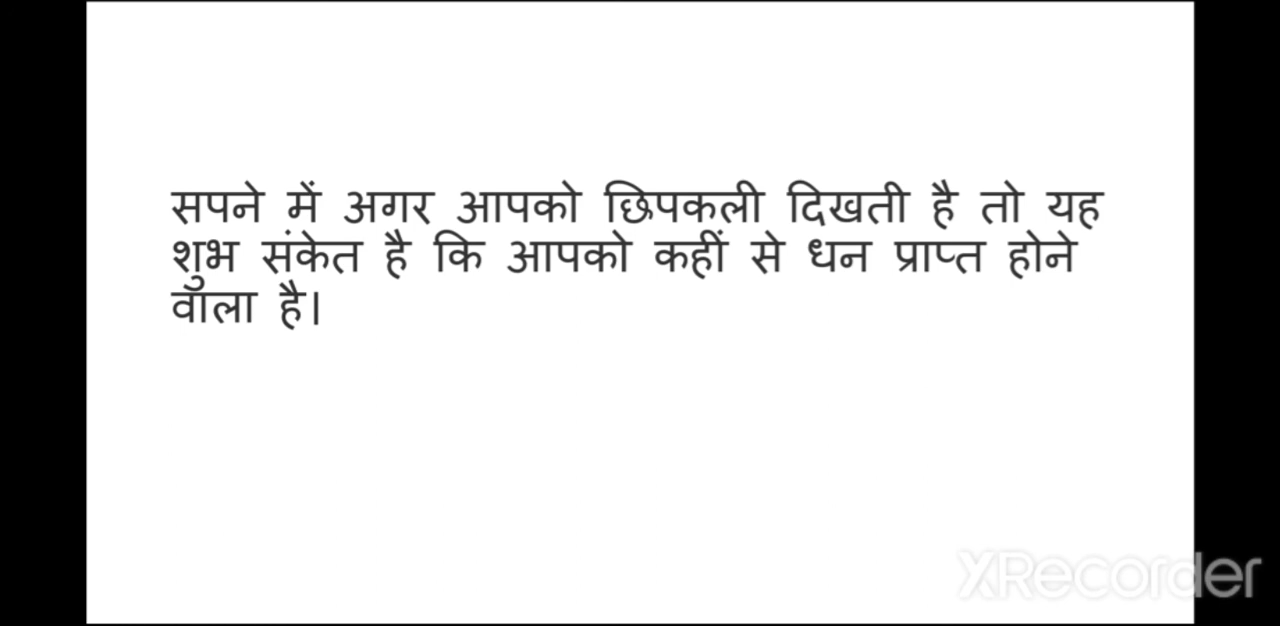 सपने में अगर आपको छिपकली दिखती है तो यह
शुभ संकेत है कि आपको कहीं से धन प्राप्त होने
वाला है।
XRecorder